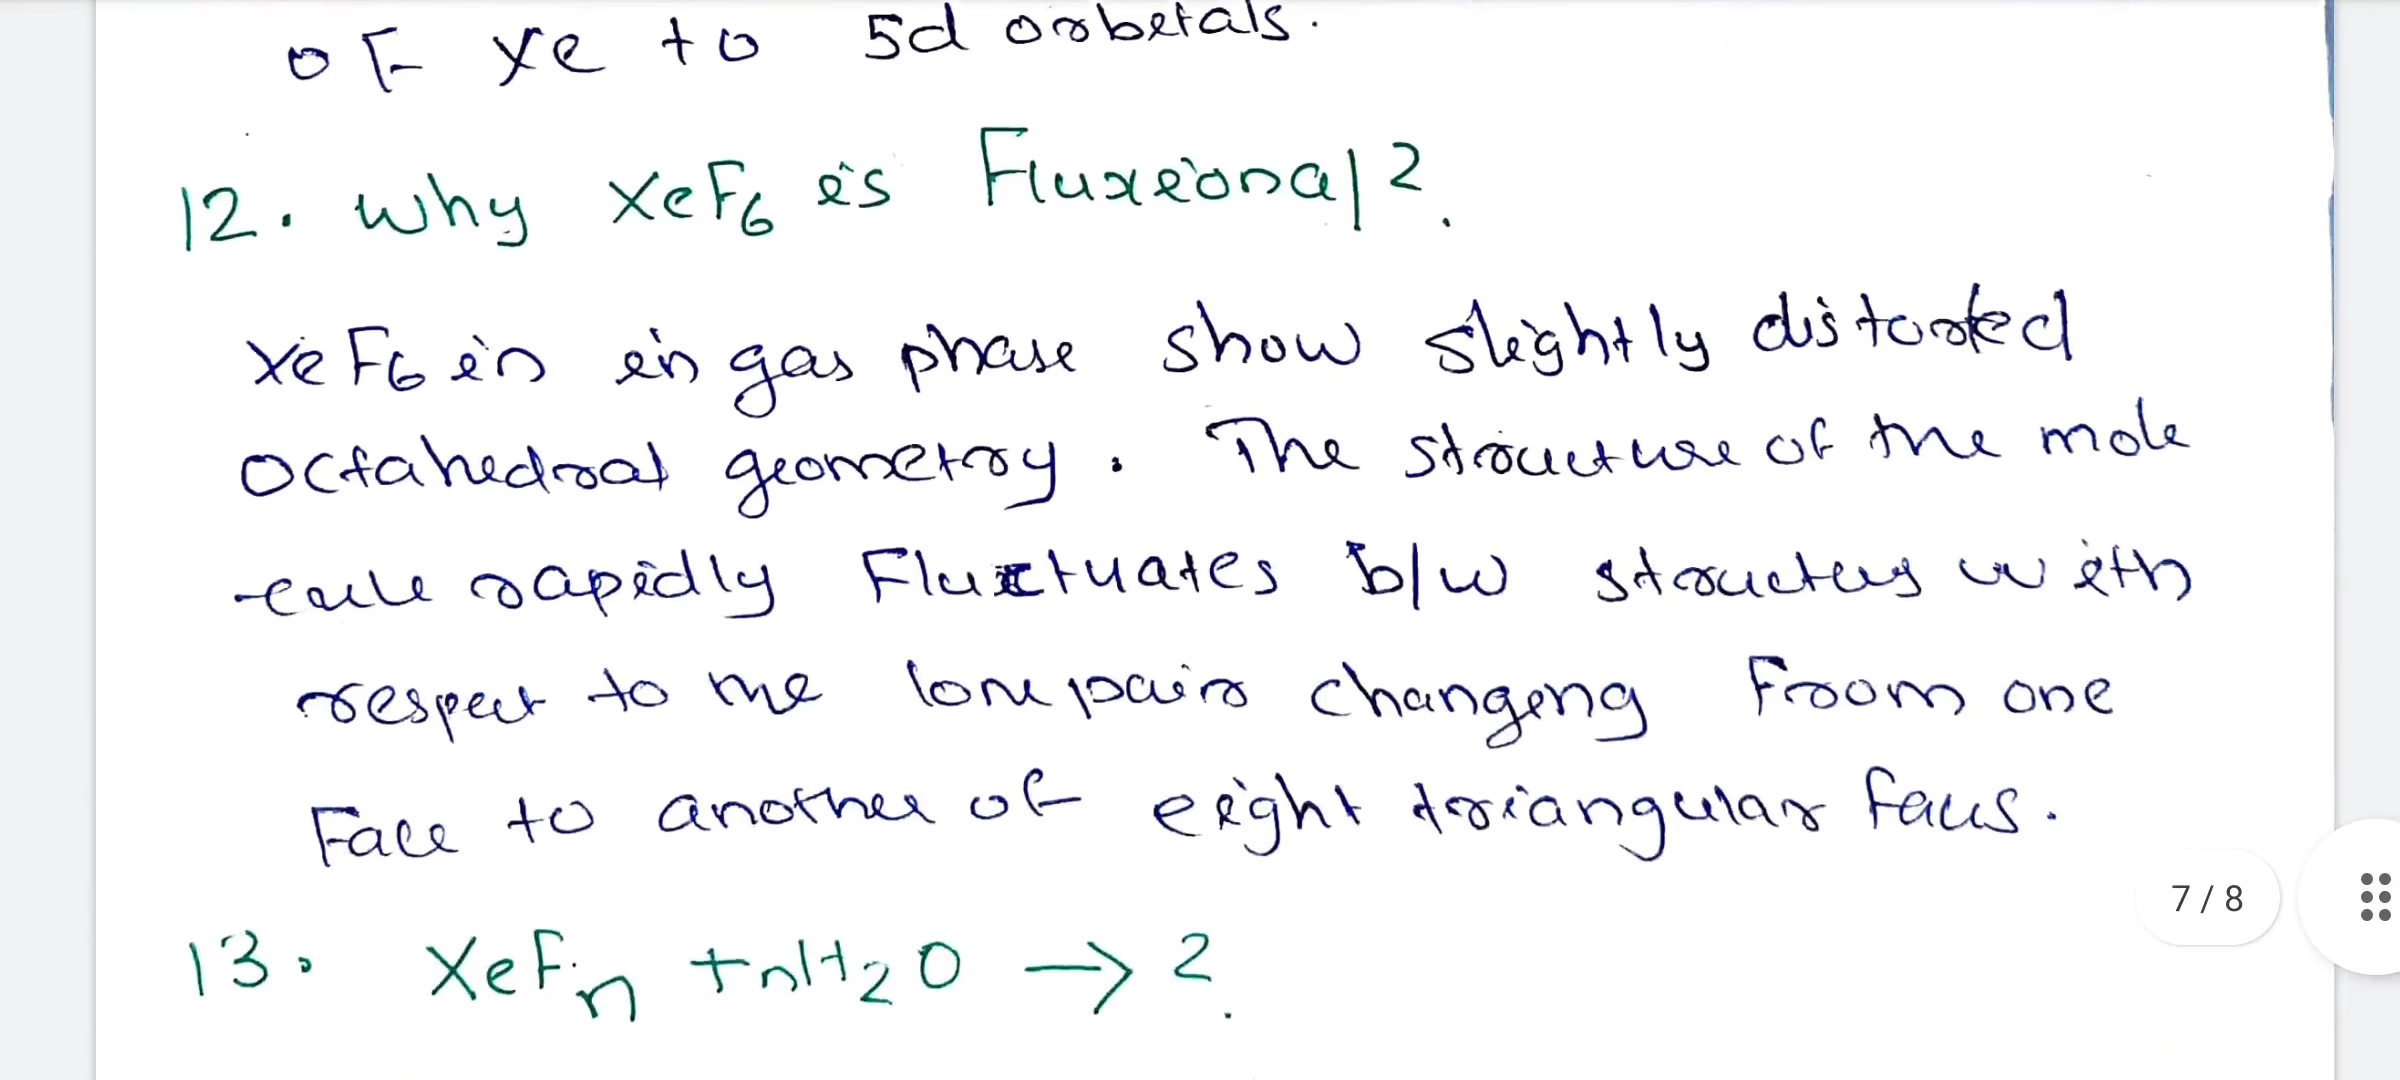 of Xe to 5d orbitals.
12. Why XeF6 is Fluxional?
XeF6 in in gas phase show slightly distorted
octahedral geometry. The structure of the mole
-cule rapidly Fluctuates b/w structurs with
respect to the lone pair changing From one
Face to another of eight triangular faces.
7 / 8
13. XeFn + nH2O → ?